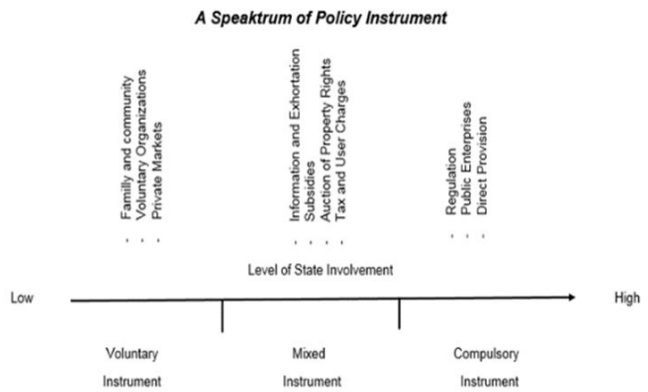 A Speaktrum of Policy Instrument
- Familly and community
- Voluntary Organizations
- Private Markets
- Information and Exhortation
- Subsidies
- Auction of Property Rights
- Tax and User Charges
- Regulation
- Public Enterprises
- Direct Provision
Level of State Involvement
Low
High
Voluntary
Instrument
Mixed
Instrument
Compulsory
Instrument